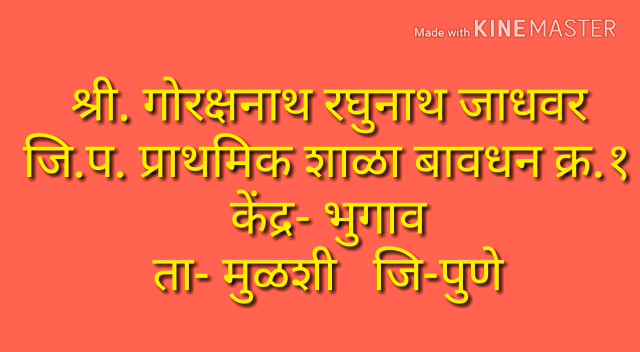 Made with KINEMASTER
श्री. गोरक्षनाथ रघुनाथ जाधवर
जि.प. प्राथमिक शाळा बावधन क्र.१
केंद्र- भुगाव
ता- मुळशी जि-पुणे